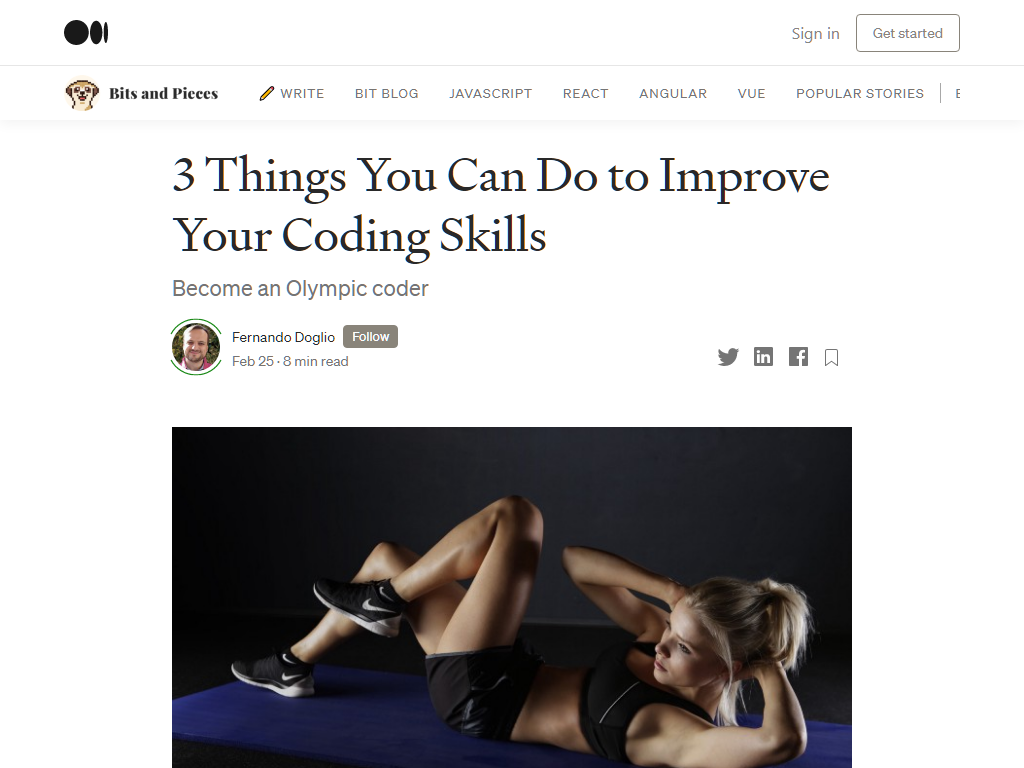 Sign in
Get started
Bits and Pieces
WRITE
BIT BLOG
JAVASCRIPT
REACT
ANGULAR
VUE
POPULAR STORIES
3 Things You Can Do to Improve
Your Coding Skills
Become an Olympic coder
Fernando Doglio
Follow
Feb 25 · 8 min read